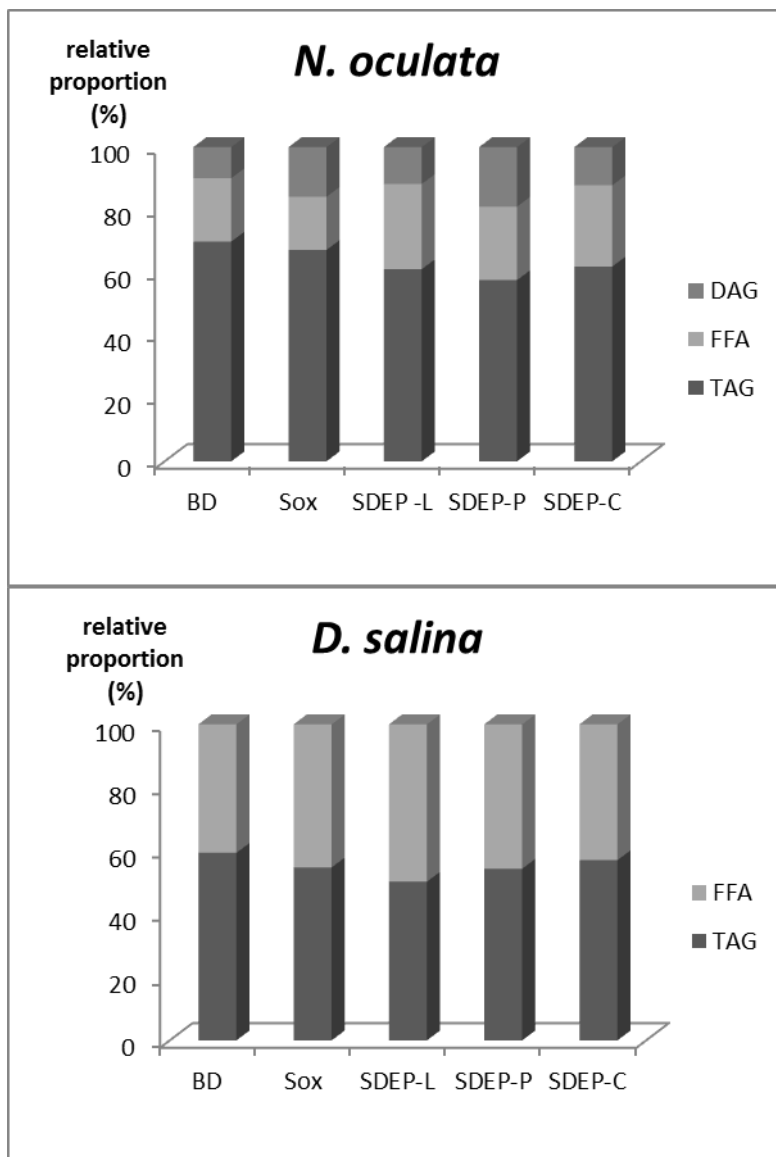 relative
proportion
(%)
N. oculata
100
80
60
40
20
0
BD Sox SDEP -L SDEP-P SDEP-C
DAG
FFA
TAG
relative
proportion
(%)
D. salina
100
80
60
40
20
0
BD Sox SDEP-L SDEP-P SDEP-C
FFA
TAG